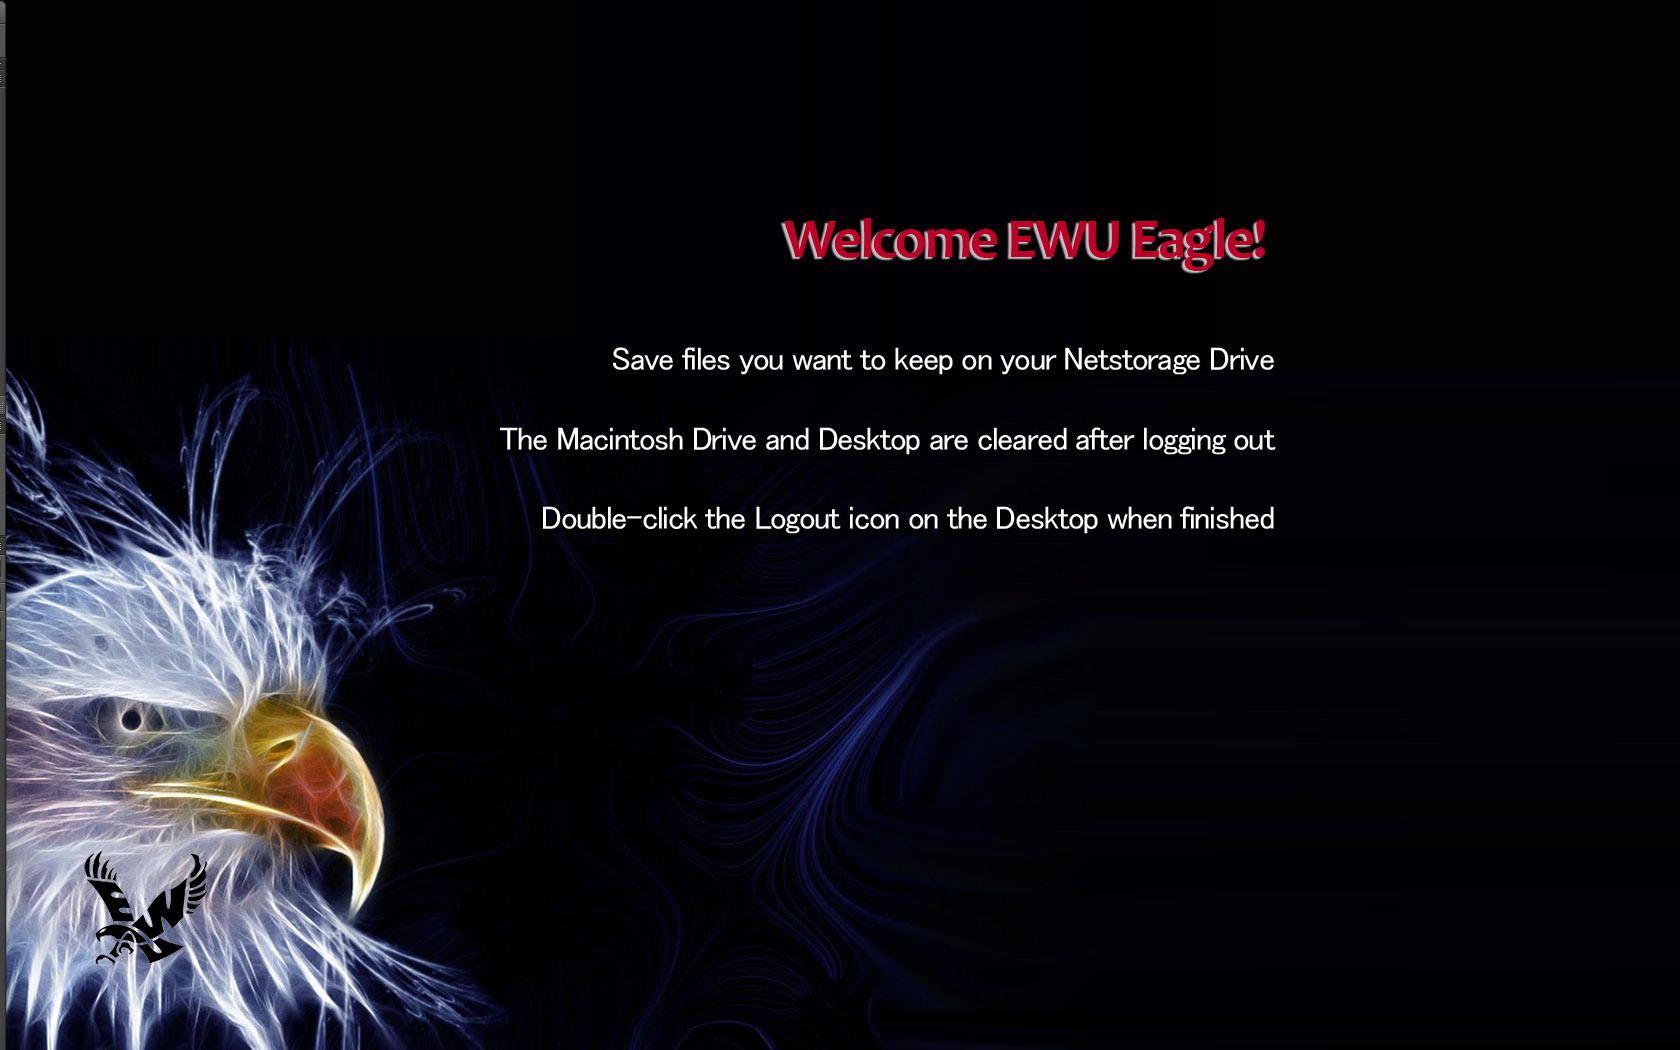 Welcome EWU Eagle!
Save files you want to keep on your Netstorage Drive
The Macintosh Drive and Desktop are cleared after logging out
Double-click the Logout icon on the Desktop when finished
EWU